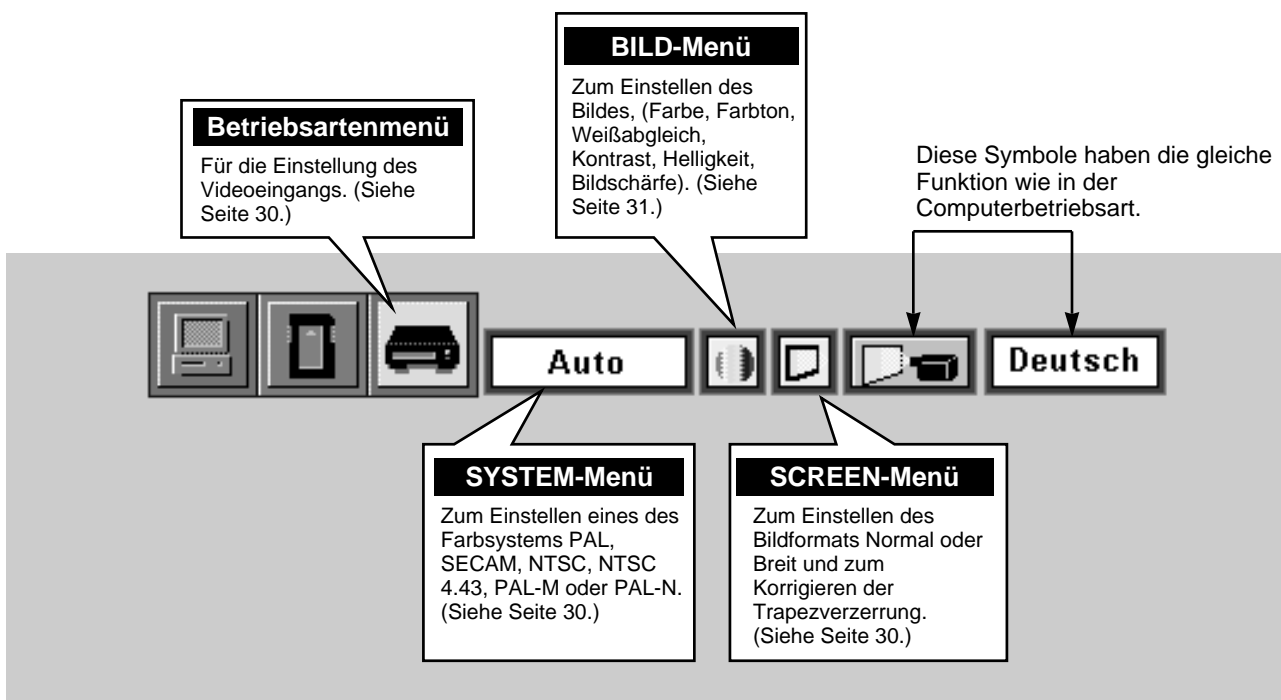 BILD-Menü
Zum Einstellen des
Bildes, (Farbe, Farbton,
Weißabgleich,
Kontrast, Helligkeit,
Bildschärfe). (Siehe
Seite 31.)
Betriebsartenmenü
Für die Einstellung des
Videoeingangs. (Siehe
Seite 30.)
Diese Symbole haben die gleiche
Funktion wie in der
Computerbetriebsart.
Auto
Deutsch
SYSTEM-Menü
Zum Einstellen eines des
Farbsystems PAL,
SECAM, NTSC, NTSC
4.43, PAL-M oder PAL-N.
(Siehe Seite 30.)
SCREEN-Menü
Zum Einstellen des
Bildformats Normal oder
Breit und zum
Korrigieren der
Trapezverzerrung.
(Siehe Seite 30.)